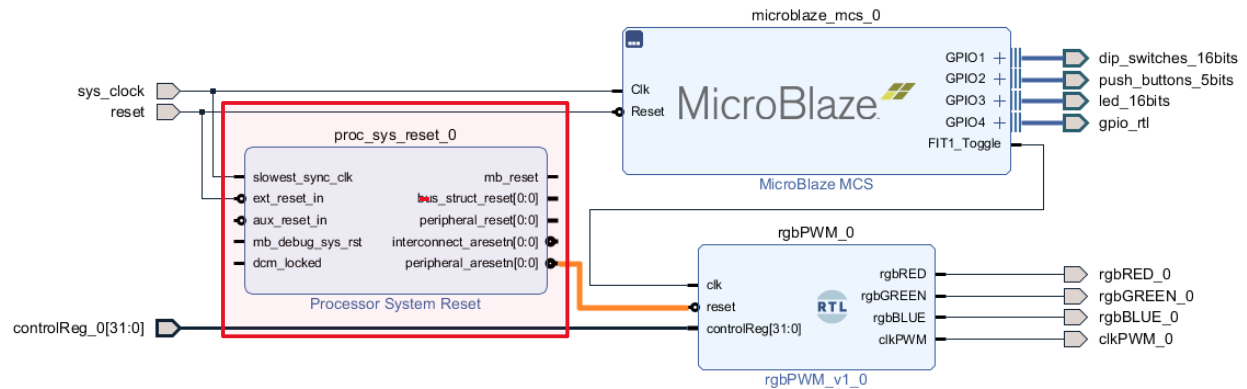 microblaze_mcs_0
GPIO1
GPIO2
GPIO3
GPIO4
FIT1_Toggle
Clk
Reset
MicroBlaze
MicroBlaze MCS
dip_switches_16bits
push_buttons_5bits
led_16bits
gpio_rtl
sys_clock
reset
proc_sys_reset_0
slowest_sync_clk
ext_reset_in
aux_reset_in
mb_debug_sys_rst
dcm_locked
mb_reset
bus_struct_reset[0:0]
peripheral_reset[0:0]
interconnect_aresetn[0:0]
peripheral_aresetn[0:0]
Processor System Reset
controlReg_0[31:0]
rgbPWM_0
clk
reset
controlReg[31:0]
RTL
rgbRED
rgbGREEN
rgbBLUE
clkPWM
rgbPWM_v1_0
rgbRED_0
rgbGREEN_0
rgbBLUE_0
clkPWM_0